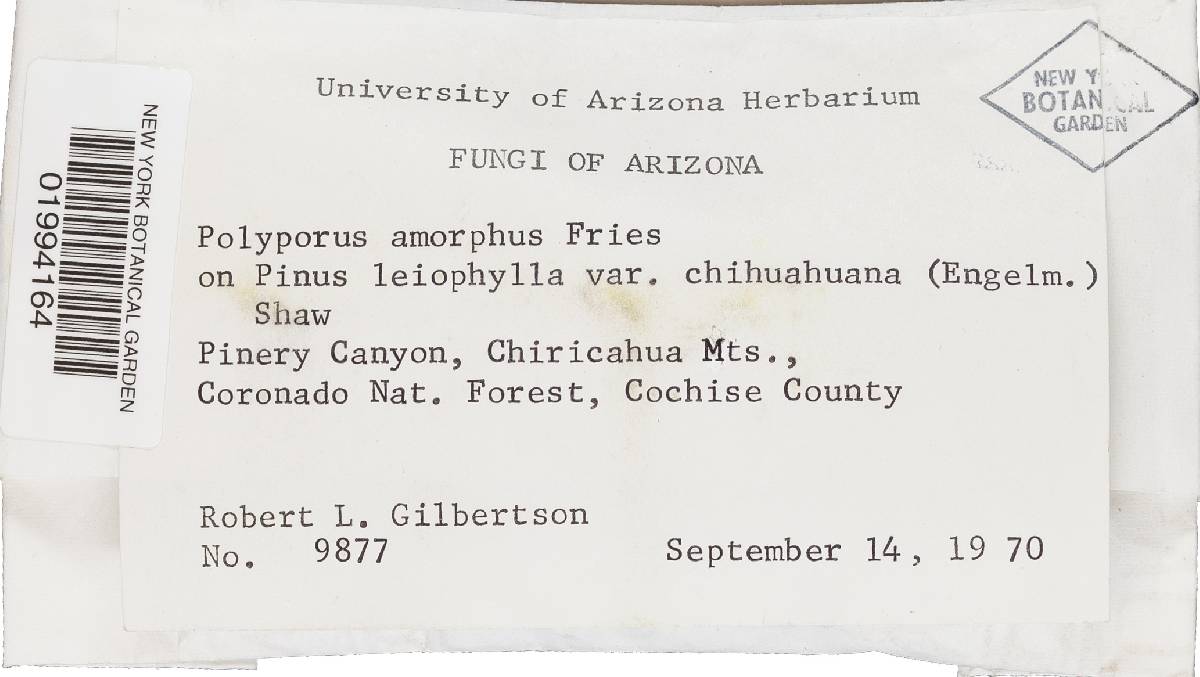 University of Arizona Herbarium
FUNGI OF ARIZONA
NEW Y
BOTANICAL
GARDEN
Polyporus amorphus Fries
on Pinus leiophylla var. chihuahuana (Engelm.)
Shaw
Pinery Canyon, Chiricahua Mts.,
Coronado Nat. Forest, Cochise County
Robert L. Gilbertson
No. 9877 September 14, 19 70
NEW YORK BOTANICAL GARDEN
01994164